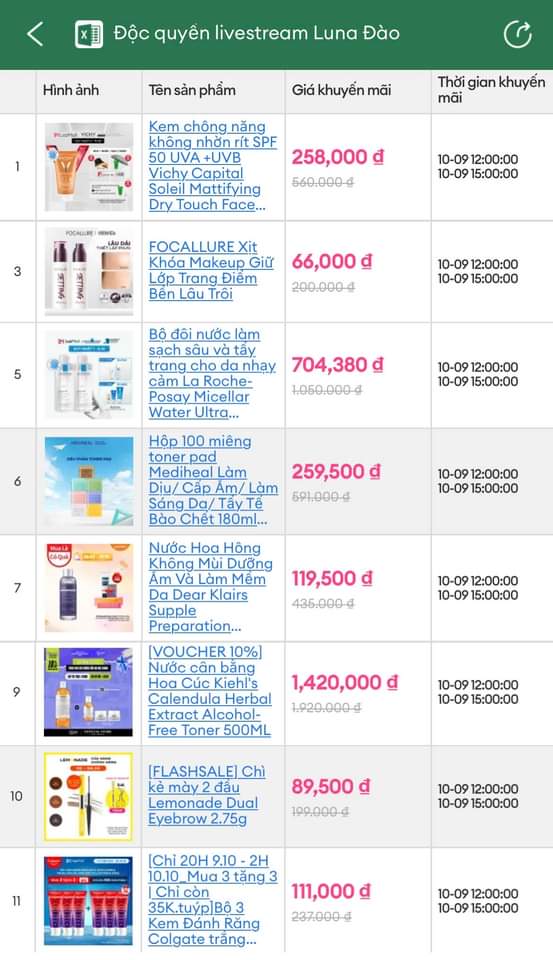 Độc quyền livestream Luna Đào
Hình ảnh
Tên sản phẩm
Giá khuyến mãi
Thời gian khuyến
mãi
1
Kem chông năng
không nhờn rít SPF
50 UVA +UVB
Vichy Capital
Soleil Mattifying
Dry Touch Face...
258,000 ₫
560.000 ₫
10-09 12:00:00
10-09 15:00:00
3
FOCALLURE
SETTING
LÂU DÀI
FOCALLURE Xịt
Khóa Makeup Giữ
Lớp Trang Điểm
Bền Lâu Trôi
66,000 ₫
200.000 ₫
10-09 12:00:00
10-09 15:00:00
5
Bộ đôi nước làm
sạch sâu và tẩy
trang cho da nhạy
cảm La Roche-
Posay Micellar
Water Ultra...
704,380 ₫
1.050.000 ₫
10-09 12:00:00
10-09 15:00:00
6
Hộp 100 miếng
toner pad
Mediheal Làm
Dịu/ Cấp Ẩm/ Làm
Sáng Da/ Tẩy Tế
Bào Chết 180ml...
259,500 ₫
591.000 ₫
10-09 12:00:00
10-09 15:00:00
7
Mua Là
Có Quà
Nước Hoa Hồng
Không Mùi Dưỡng
Ẩm Và Làm Mềm
Da Dear Klairs
Supple
Preparation...
119,500 ₫
435.000 ₫
10-09 12:00:00
10-09 15:00:00
9
[VOUCHER 10%]
Nước cân bằng
Hoa Cúc Kiehl's
Calendula Herbal
Extract Alcohol-
Free Toner 500ML
1,420,000 ₫
1.920.000 ₫
10-09 12:00:00
10-09 15:00:00
10
[FLASHSALE] Chì
kẻ mày 2 đầu
Lemonade Dual
Eyebrow 2.75g
89,500 ₫
199.000 ₫
10-09 12:00:00
10-09 15:00:00
11
[Chỉ 20H 9.10 - 2H
10.10_Mua 3 tặng 3
| Chỉ còn
35K.tuýp]Bộ 3
Kem Đánh Răng
Colgate trắng...
111,000 ₫
237.000 ₫
10-09 12:00:00
10-09 15:00:00